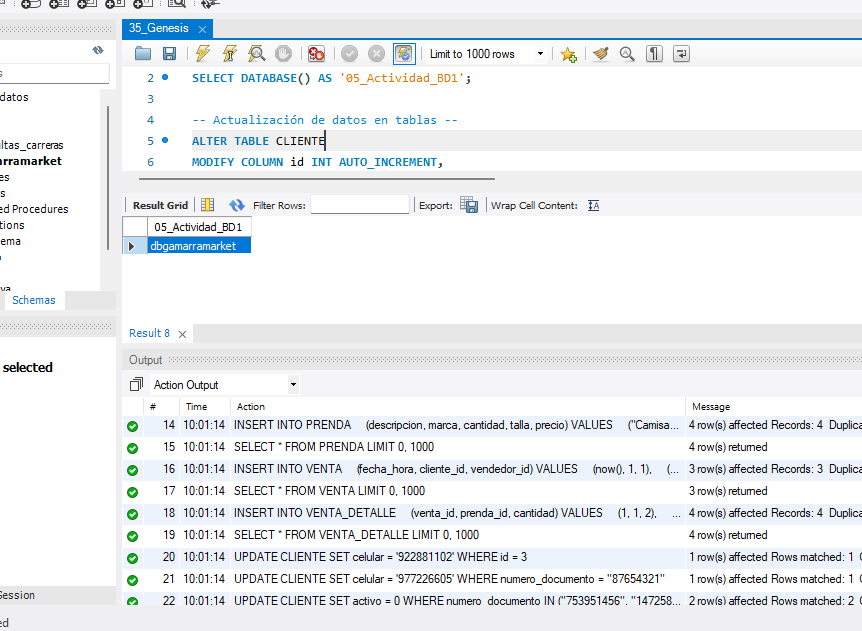 35_Genesis
Limit to 1000 rows
2 SELECT DATABASE() AS '05_Actividad_BD1';
3
4 -- Actualización de datos en tablas --
5 ALTER TABLE CLIENTE
6 MODIFY COLUMN id INT AUTO_INCREMENT,
s
datos
ltas_carreras
arramarket
es
s
ed Procedures
tions
ema
Schemas
selected
Session
ed
Result Grid Filter Rows: Export: Wrap Cell Content:
05_Actividad_BD1
dbgamarramarket
Result 8
Output
Action Output
# Time Action Message
14 10:01:14 INSERT INTO PRENDA (descripcion, marca, cantidad, talla, precio) VALUES ("Camisa... 4 row(s) affected Records: 4 Duplica
15 10:01:14 SELECT * FROM PRENDA LIMIT 0, 1000 4 row(s) returned
16 10:01:14 INSERT INTO VENTA (fecha_hora, cliente_id, vendedor_id) VALUES (now(), 1, 1), (... 3 row(s) affected Records: 3 Duplica
17 10:01:14 SELECT * FROM VENTA LIMIT 0, 1000 3 row(s) returned
18 10:01:14 INSERT INTO VENTA_DETALLE (venta_id, prenda_id, cantidad) VALUES (1, 1, 2), ... 4 row(s) affected Records: 4 Duplica
19 10:01:14 SELECT * FROM VENTA_DETALLE LIMIT 0, 1000 4 row(s) returned
20 10:01:14 UPDATE CLIENTE SET celular = '922881102' WHERE id = 3 1 row(s) affected Rows matched: 1 C
21 10:01:14 UPDATE CLIENTE SET celular = '977226605' WHERE numero_documento = "87654321" 1 row(s) affected Rows matched: 1 C
22 10:01:14 UPDATE CLIENTE SET activo = 0 WHERE numero_documento IN ("753951456", "147258... 2 row(s) affected Rows matched: 2 C